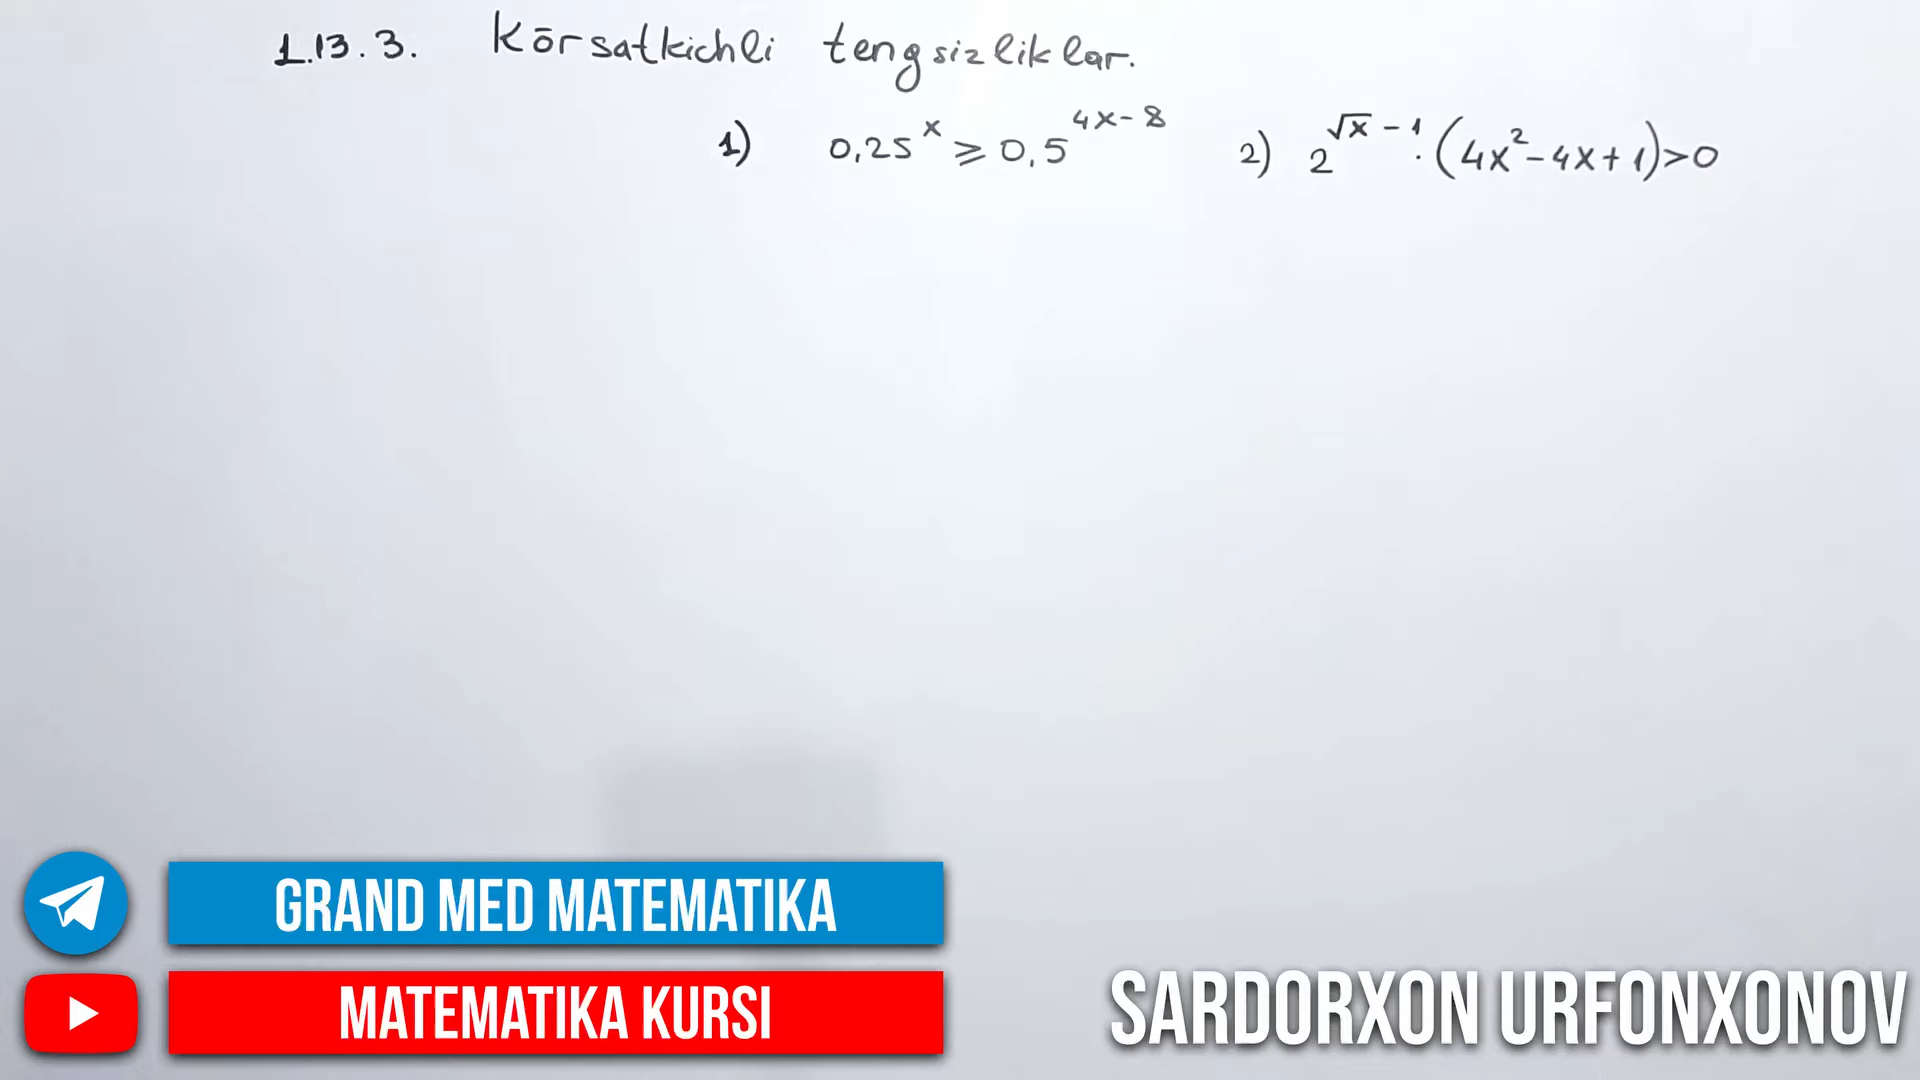 1.13.3. Kōrsatkichli tengsizliklar.
1) 0,25^x ⩾ 0,5^{4x-8} 2) 2^{√x - 1} · (4x² - 4x + 1) > 0
GRAND MED MATEMATIKA
MATEMATIKA KURSI
SARDORXON URFONXONOV